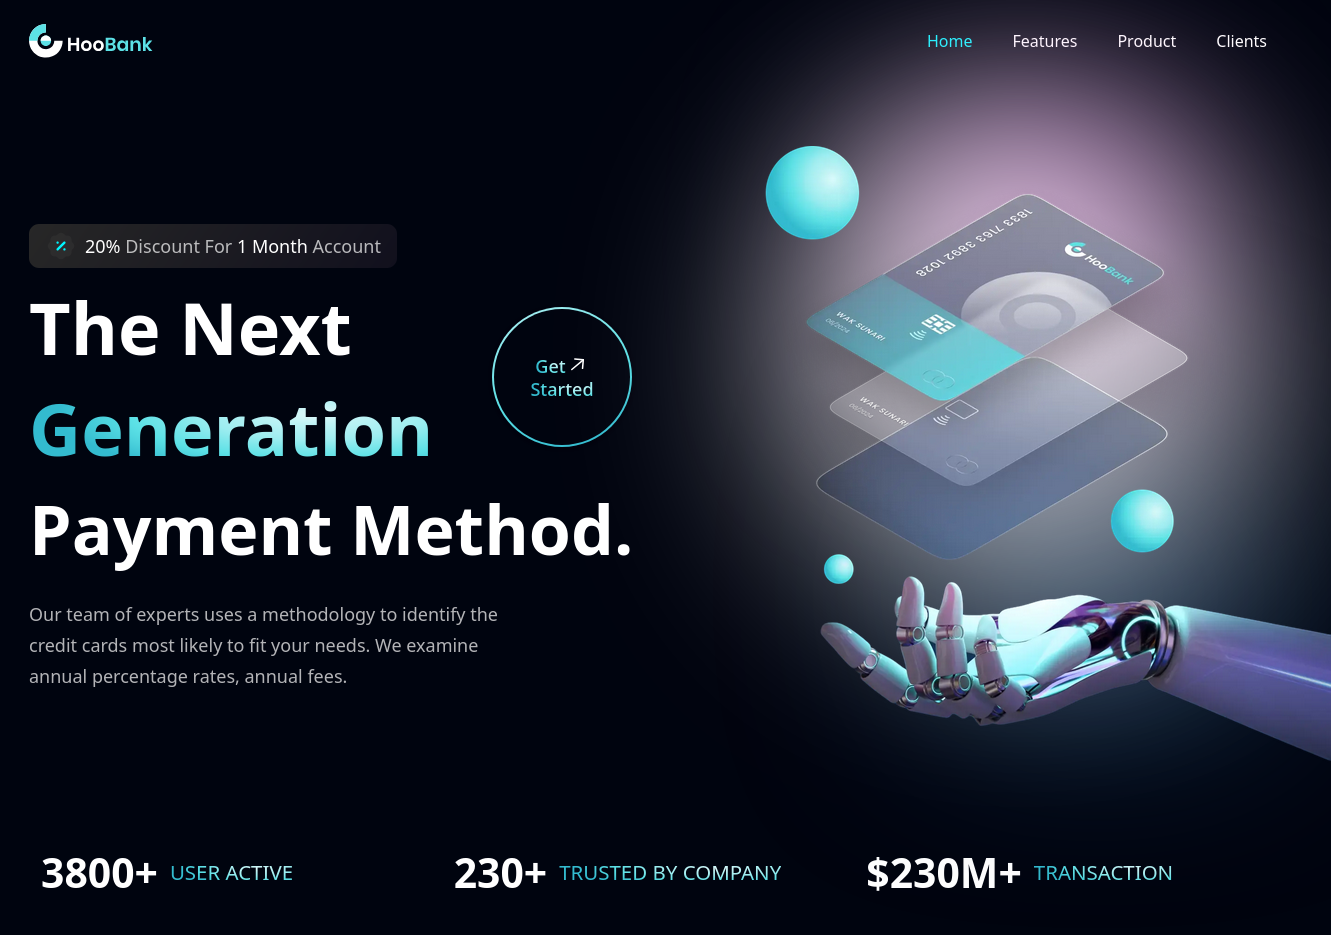 HooBank
Home Features Product Clients
20% Discount For 1 Month Account
The Next
Generation
Payment Method.
Get
Started
Our team of experts uses a methodology to identify the
credit cards most likely to fit your needs. We examine
annual percentage rates, annual fees.
1833 7163 3892 1028
HooBank
WAK SUNARI
09/2024
WAK SUNARI
09/2024
3800+ USER ACTIVE
230+ TRUSTED BY COMPANY
$230M+ TRANSACTION